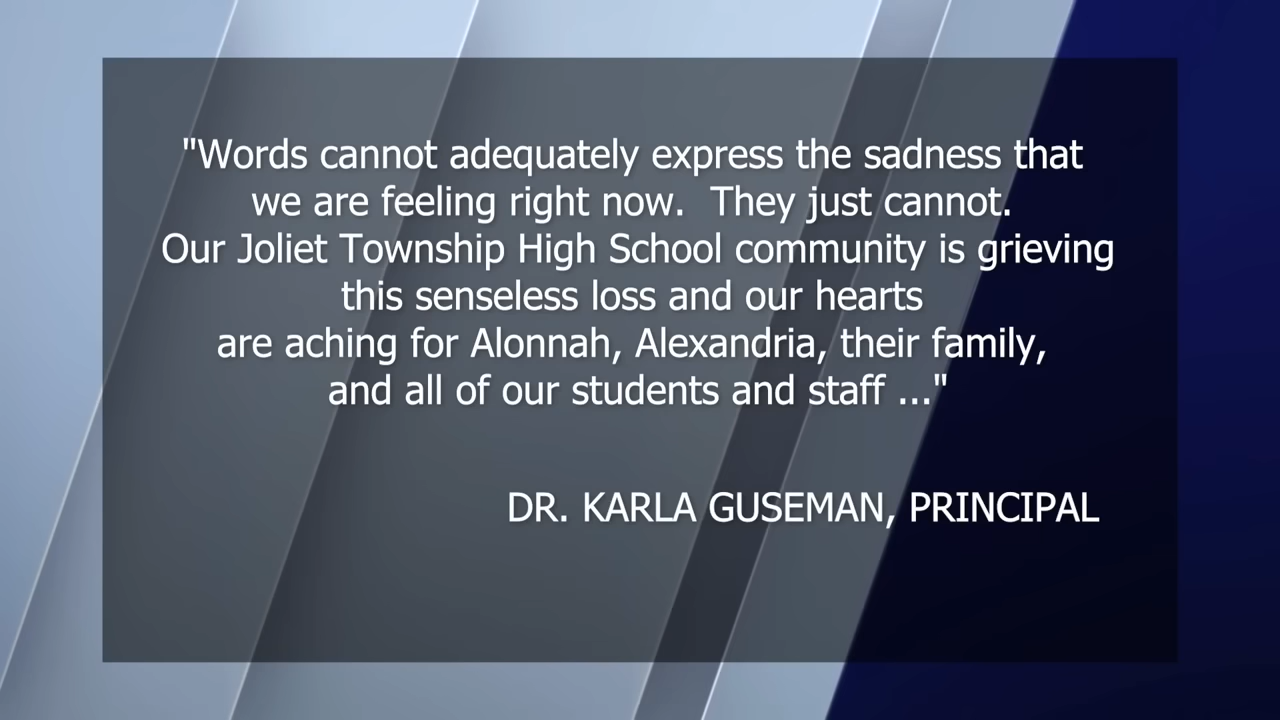 "Words cannot adequately express the sadness that
we are feeling right now.  They just cannot.
Our Joliet Township High School community is grieving
this senseless loss and our hearts
are aching for Alonnah, Alexandria, their family,
and all of our students and staff ..."
DR. KARLA GUSEMAN, PRINCIPAL